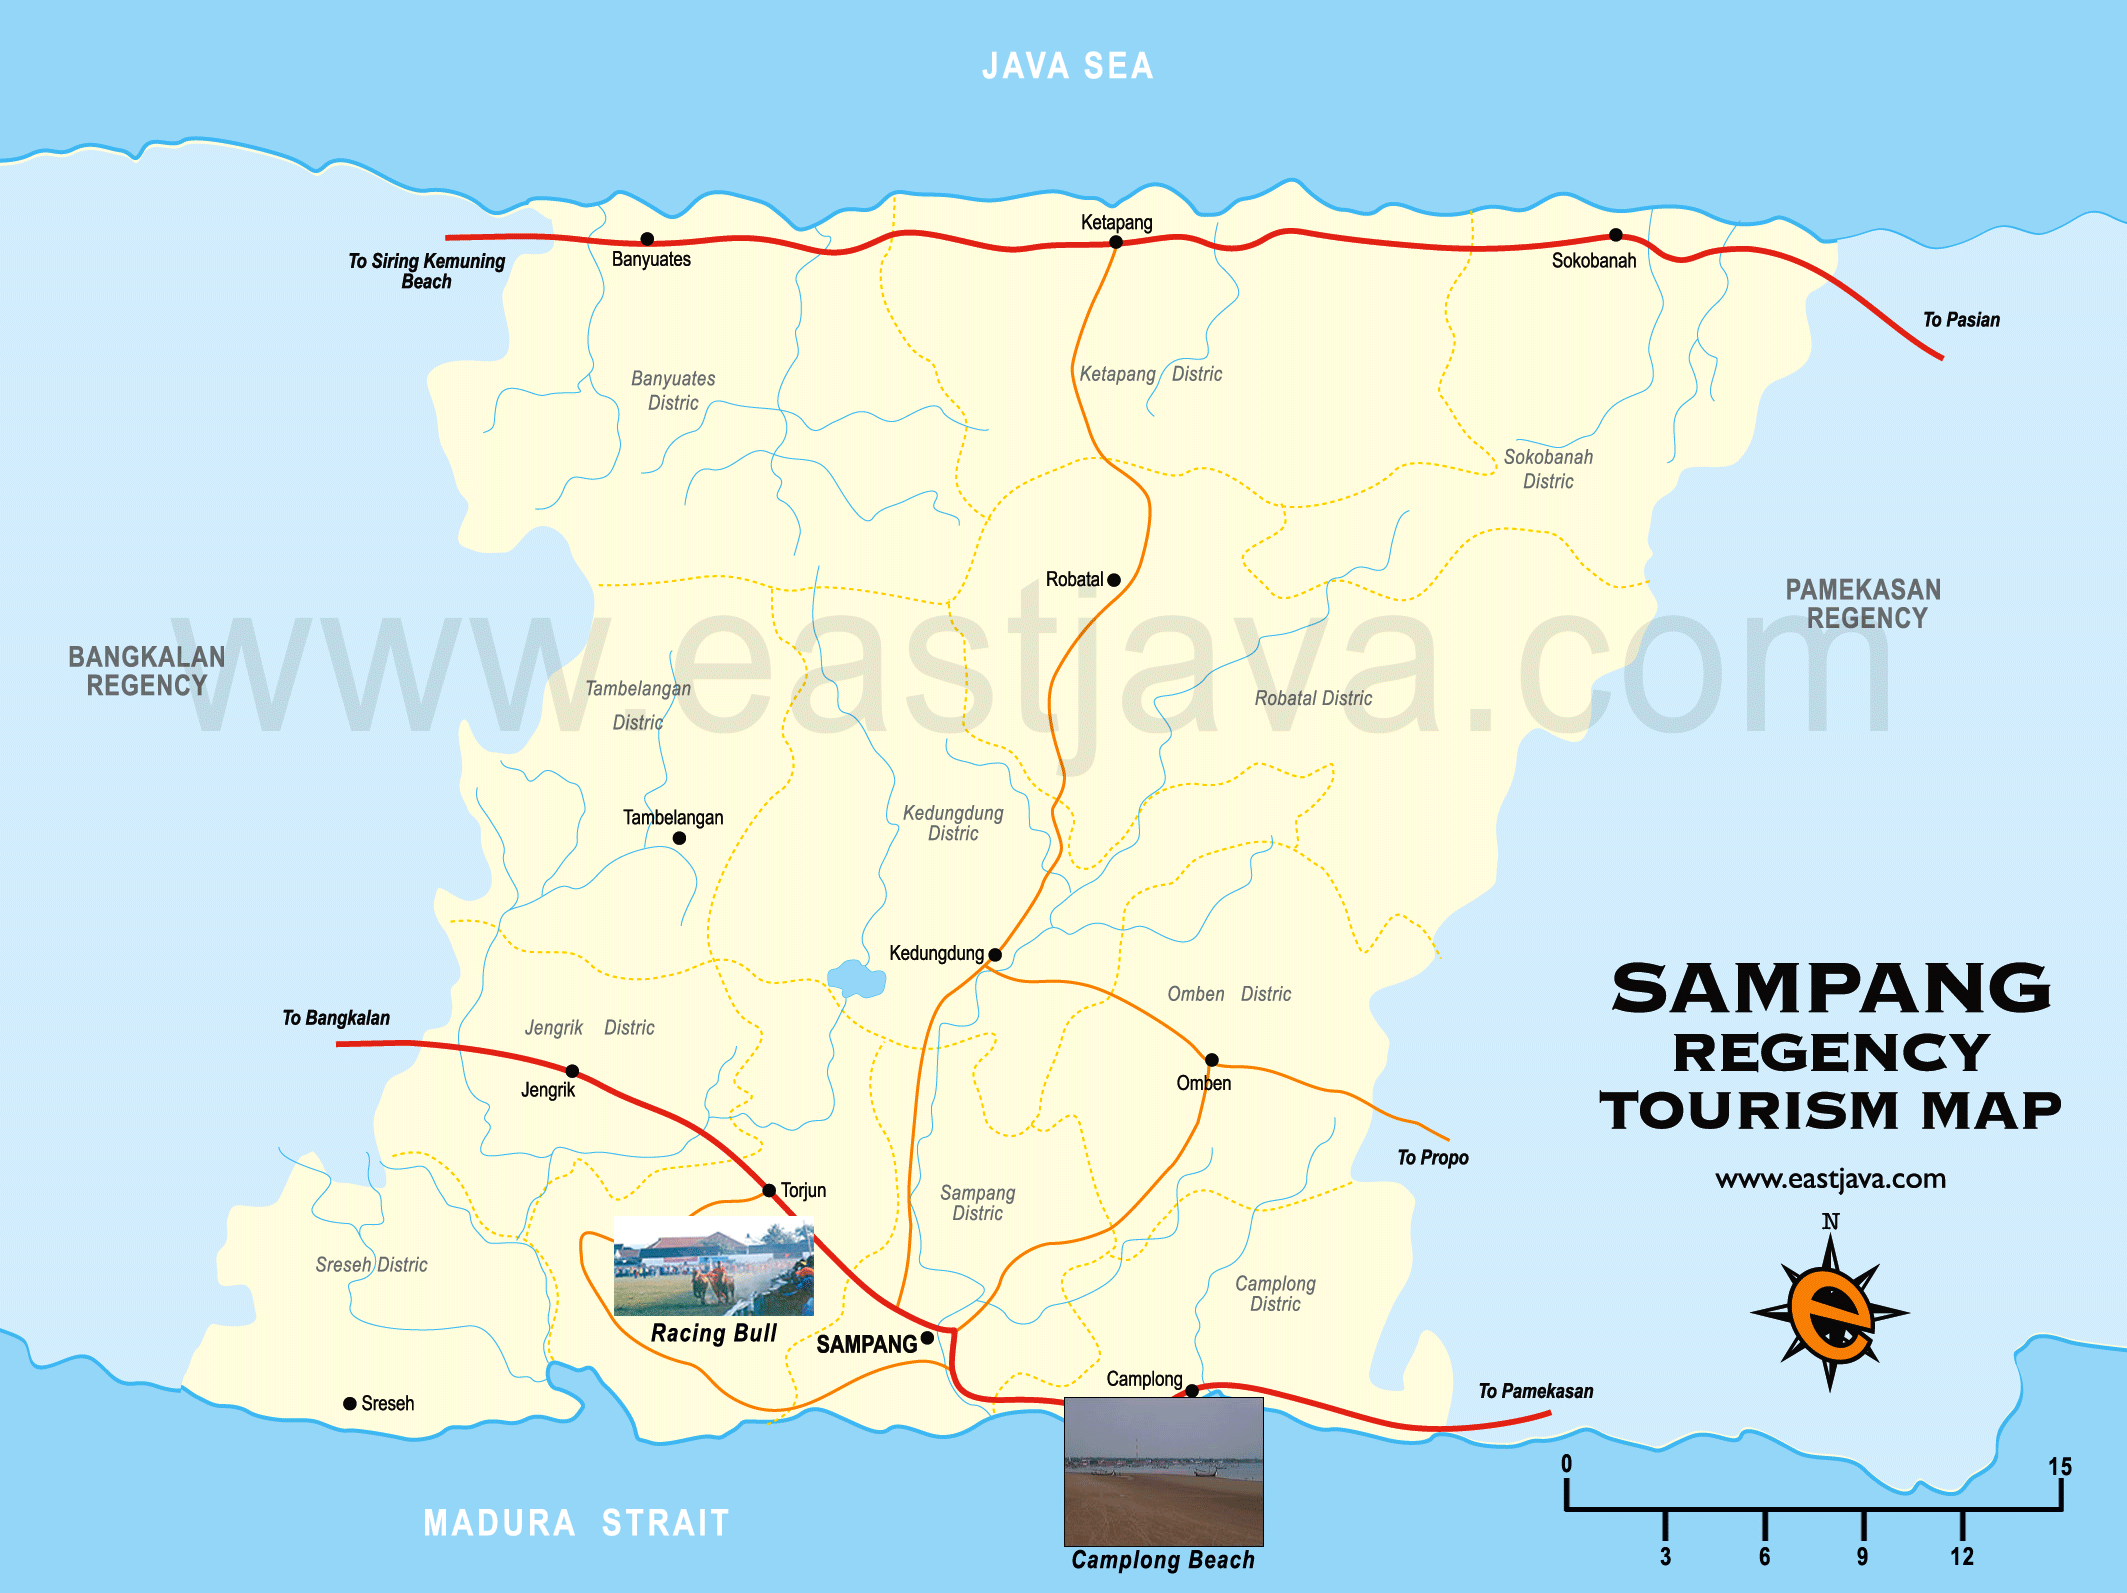 JAVA SEA
Ketapang
Banyuates
Sokobanah
To Siring Kemuning
Beach
To Pasian
Banyuates
Distric
Ketapang Distric
Sokobanah
Distric
Robatal
PAMEKASAN
REGENCY
www.eastjava.com
BANGKALAN
REGENCY
Tambelangan
Distric
Robatal Distric
Tambelangan
Kedungdung
Distric
Kedungdung
Omben Distric
SAMPANG
REGENCY
TOURISM MAP
www.eastjava.com
To Bangkalan
Jengrik Distric
Jengrik
Omben
To Propo
Torjun
Sampang
Distric
N
Sreseh Distric
Camplong
Distric
Racing Bull
SAMPANG
Camplong
To Pamekasan
Sreseh
0
15
3
6
9
12
MADURA STRAIT
Camplong Beach